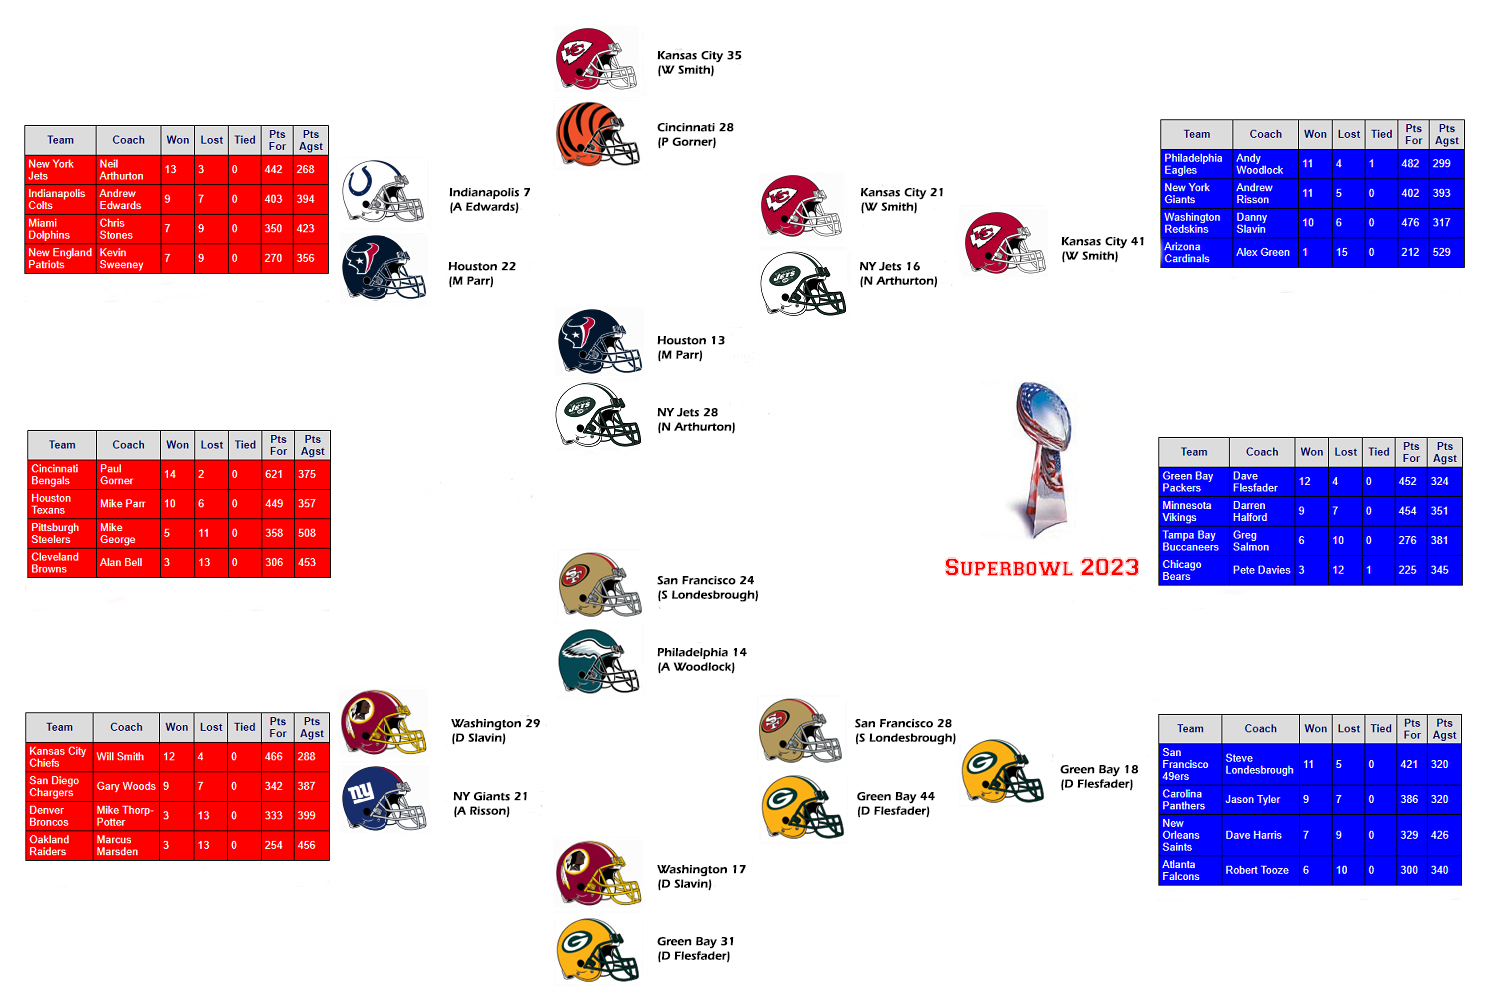 Kansas City 35
(W Smith)
Cincinnati 28
(P Gorner)
Team Coach Won Lost Tied Pts For Pts Agst
New York Jets Neil Arthurton 13 3 0 442 268
Indianapolis Colts Andrew Edwards 9 7 0 403 394
Miami Dolphins Chris Stones 7 9 0 350 423
New England Patriots Kevin Sweeney 7 9 0 270 356
Indianapolis 7
(A Edwards)
Houston 22
(M Parr)
Kansas City 21
(W Smith)
NY Jets 16
(N Arthurton)
Kansas City 41
(W Smith)
Team Coach Won Lost Tied Pts For Pts Agst
Philadelphia Eagles Andy Woodlock 11 4 1 482 299
New York Giants Andrew Risson 11 5 0 402 393
Washington Redskins Danny Slavin 10 6 0 476 317
Arizona Cardinals Alex Green 1 15 0 212 529
Houston 13
(M Parr)
JETS
NY Jets 28
(N Arthurton)
Team Coach Won Lost Tied Pts For Pts Agst
Cincinnati Bengals Paul Gorner 14 2 0 621 375
Houston Texans Mike Parr 10 6 0 449 357
Pittsburgh Steelers Mike George 5 11 0 358 508
Cleveland Browns Alan Bell 3 13 0 306 453
Superbowl 2023
Team Coach Won Lost Tied Pts For Pts Agst
Green Bay Packers Dave Flesfader 12 4 0 452 324
Minnesota Vikings Darren Halford 9 7 0 454 351
Tampa Bay Buccaneers Greg Salmon 6 10 0 276 381
Chicago Bears Pete Davies 3 12 1 225 345
San Francisco 24
(S Londesbrough)
Philadelphia 14
(A Woodlock)
Team Coach Won Lost Tied Pts For Pts Agst
Kansas City Chiefs Will Smith 12 4 0 466 288
San Diego Chargers Gary Woods 9 7 0 342 387
Denver Broncos Mike Thorp-Potter 3 13 0 333 399
Oakland Raiders Marcus Marsden 3 13 0 254 456
Washington 29
(D Slavin)
ny
NY Giants 21
(A Risson)
San Francisco 28
(S Londesbrough)
Green Bay 44
(D Flesfader)
Green Bay 18
(D Flesfader)
Team Coach Won Lost Tied Pts For Pts Agst
San Francisco 49ers Steve Londesbrough 11 5 0 421 320
Carolina Panthers Jason Tyler 9 7 0 386 320
New Orleans Saints Dave Harris 7 9 0 329 426
Atlanta Falcons Robert Tooze 6 10 0 300 340
Washington 17
(D Slavin)
Green Bay 31
(D Flesfader)